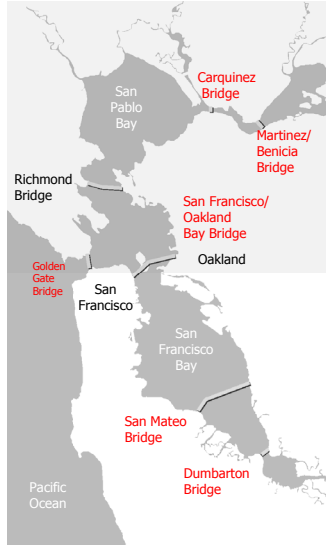 Carquinez
Bridge
San
Pablo
Bay
Martinez/
Benicia
Bridge
Richmond
Bridge
San Francisco/
Oakland
Bay Bridge
Oakland
Golden
Gate
Bridge
San
Francisco
San
Francisco
Bay
San Mateo
Bridge
Dumbarton
Bridge
Pacific
Ocean